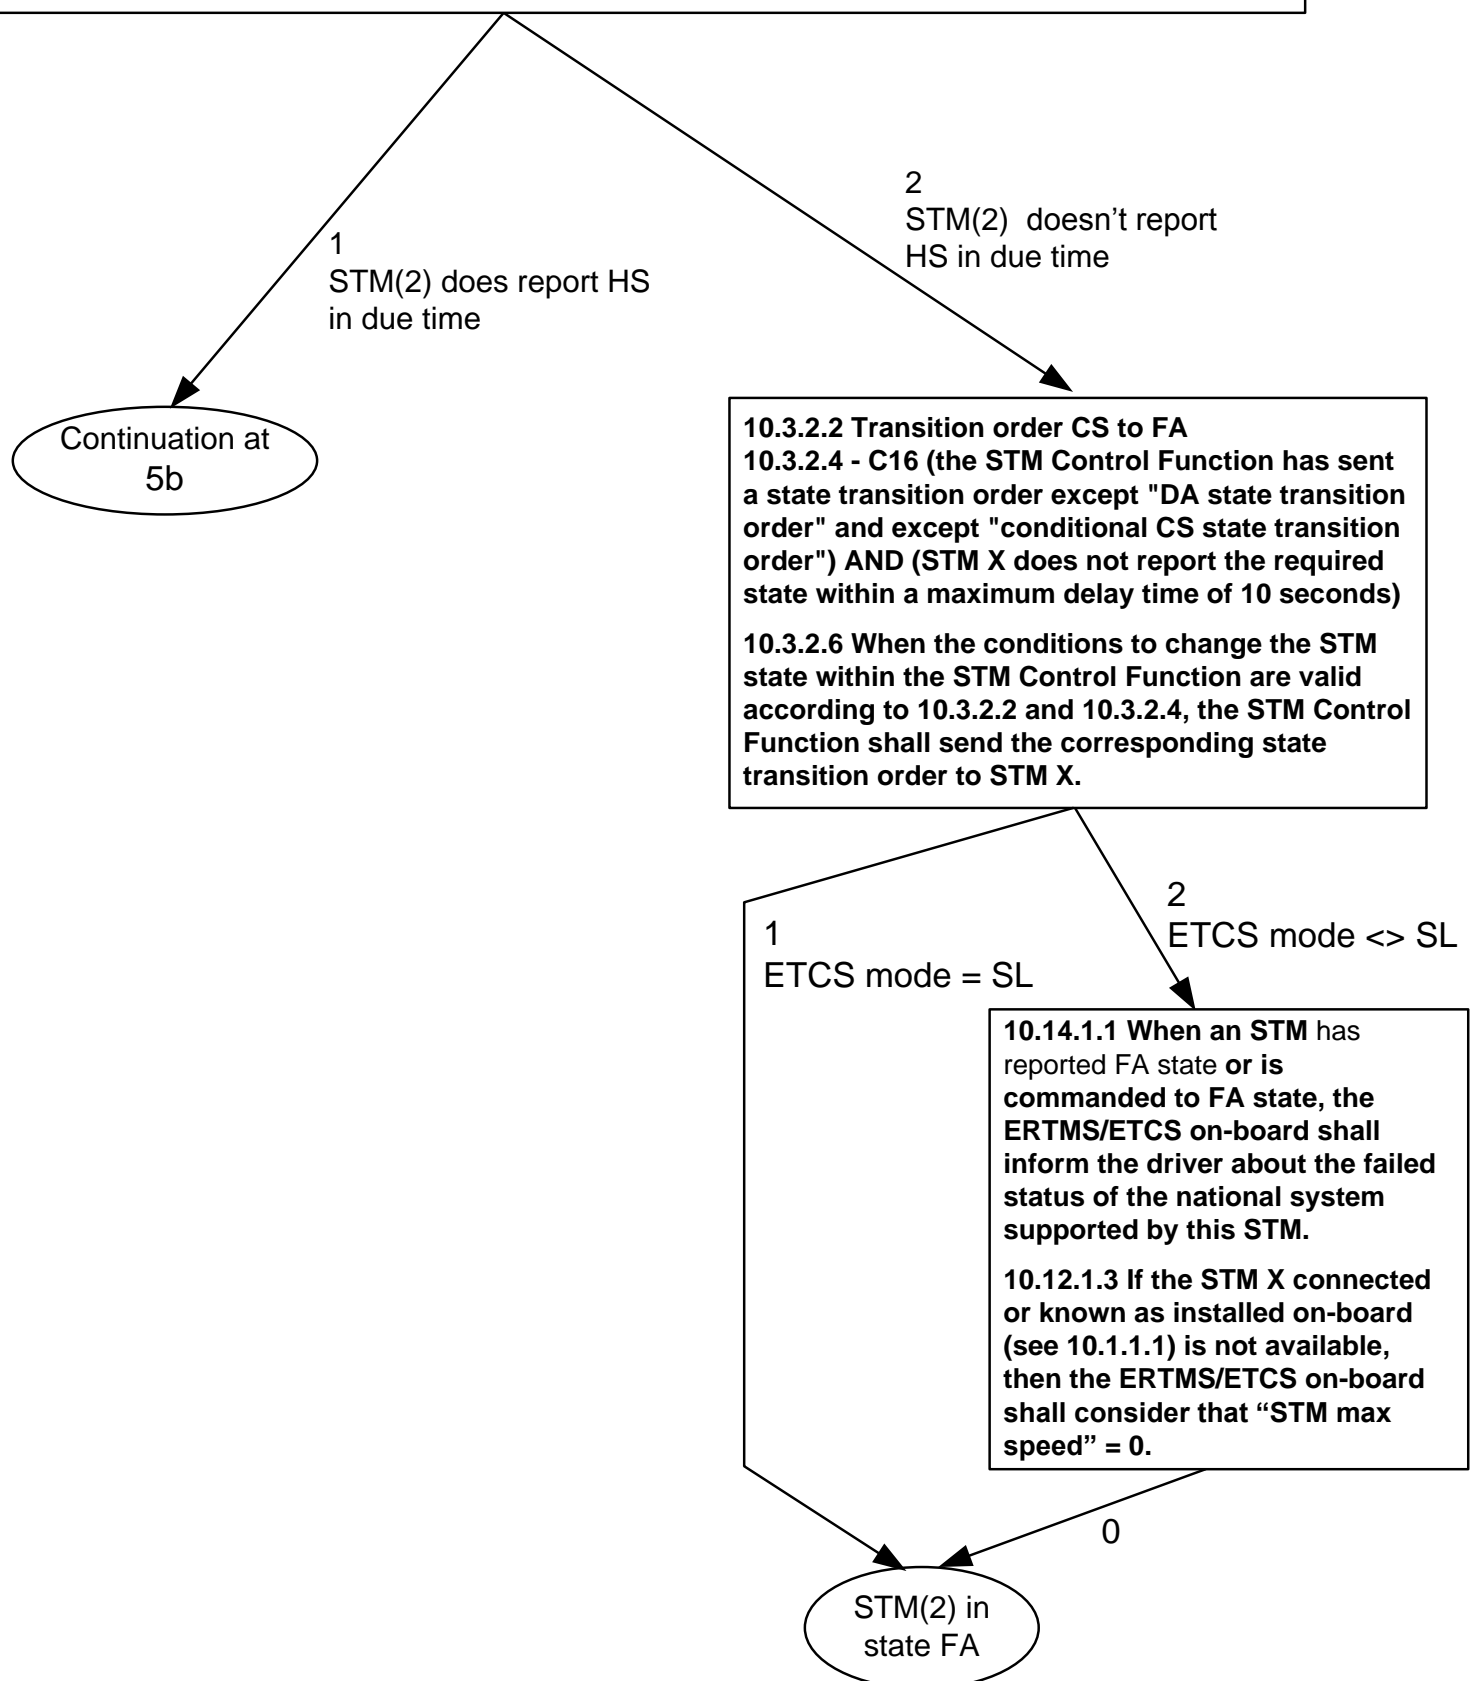 1
STM(2) does report HS
in due time
2
STM(2)  doesn't report
HS in due time
Continuation at
5b
10.3.2.2 Transition order CS to FA
10.3.2.4 - C16 (the STM Control Function has sent
a state transition order except "DA state transition
order" and except "conditional CS state transition
order") AND (STM X does not report the required
state within a maximum delay time of 10 seconds)
10.3.2.6 When the conditions to change the STM
state within the STM Control Function are valid
according to 10.3.2.2 and 10.3.2.4, the STM Control
Function shall send the corresponding state
transition order to STM X.
1
ETCS mode = SL
2
ETCS mode <> SL
10.14.1.1 When an STM has
reported FA state or is
commanded to FA state, the
ERTMS/ETCS on-board shall
inform the driver about the failed
status of the national system
supported by this STM.
10.12.1.3 If the STM X connected
or known as installed on-board
(see 10.1.1.1) is not available,
then the ERTMS/ETCS on-board
shall consider that “STM max
speed” = 0.
0
STM(2) in
state FA